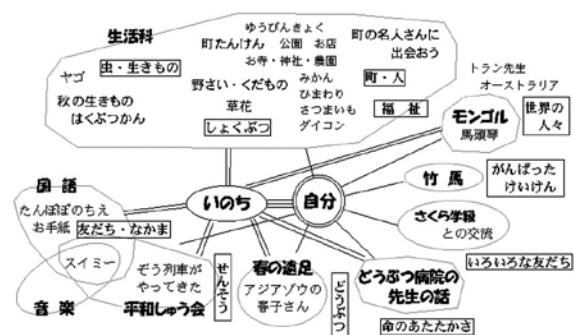 生活科
ゆうびんきょく
町たんけん 公園 お店
お寺・神社・農園
町の名人さんに
出会おう
ヤゴ
虫・生きもの
野さい・くだもの
草花
しょくぶつ
みかん
ひまわり
さつまいも
ダイコン
町・人
福祉
秋の生きもの
はくぶつかん
トラン先生
オーストラリア
モンゴル
馬頭琴
世界の
人々
国語
たんぽぽのちえ
お手紙
友だち・なかま
スイミー
音楽
いのち
自分
竹馬
がんばった
けいけん
さくら学級
との交流
いろいろな友だち
ぞう列車が
やってきた
平和しゅう会
せんそう
春の遠足
アジアゾウの
春子さん
どうぶつ
どうぶつ病院の
先生の話
命のあたたかさ